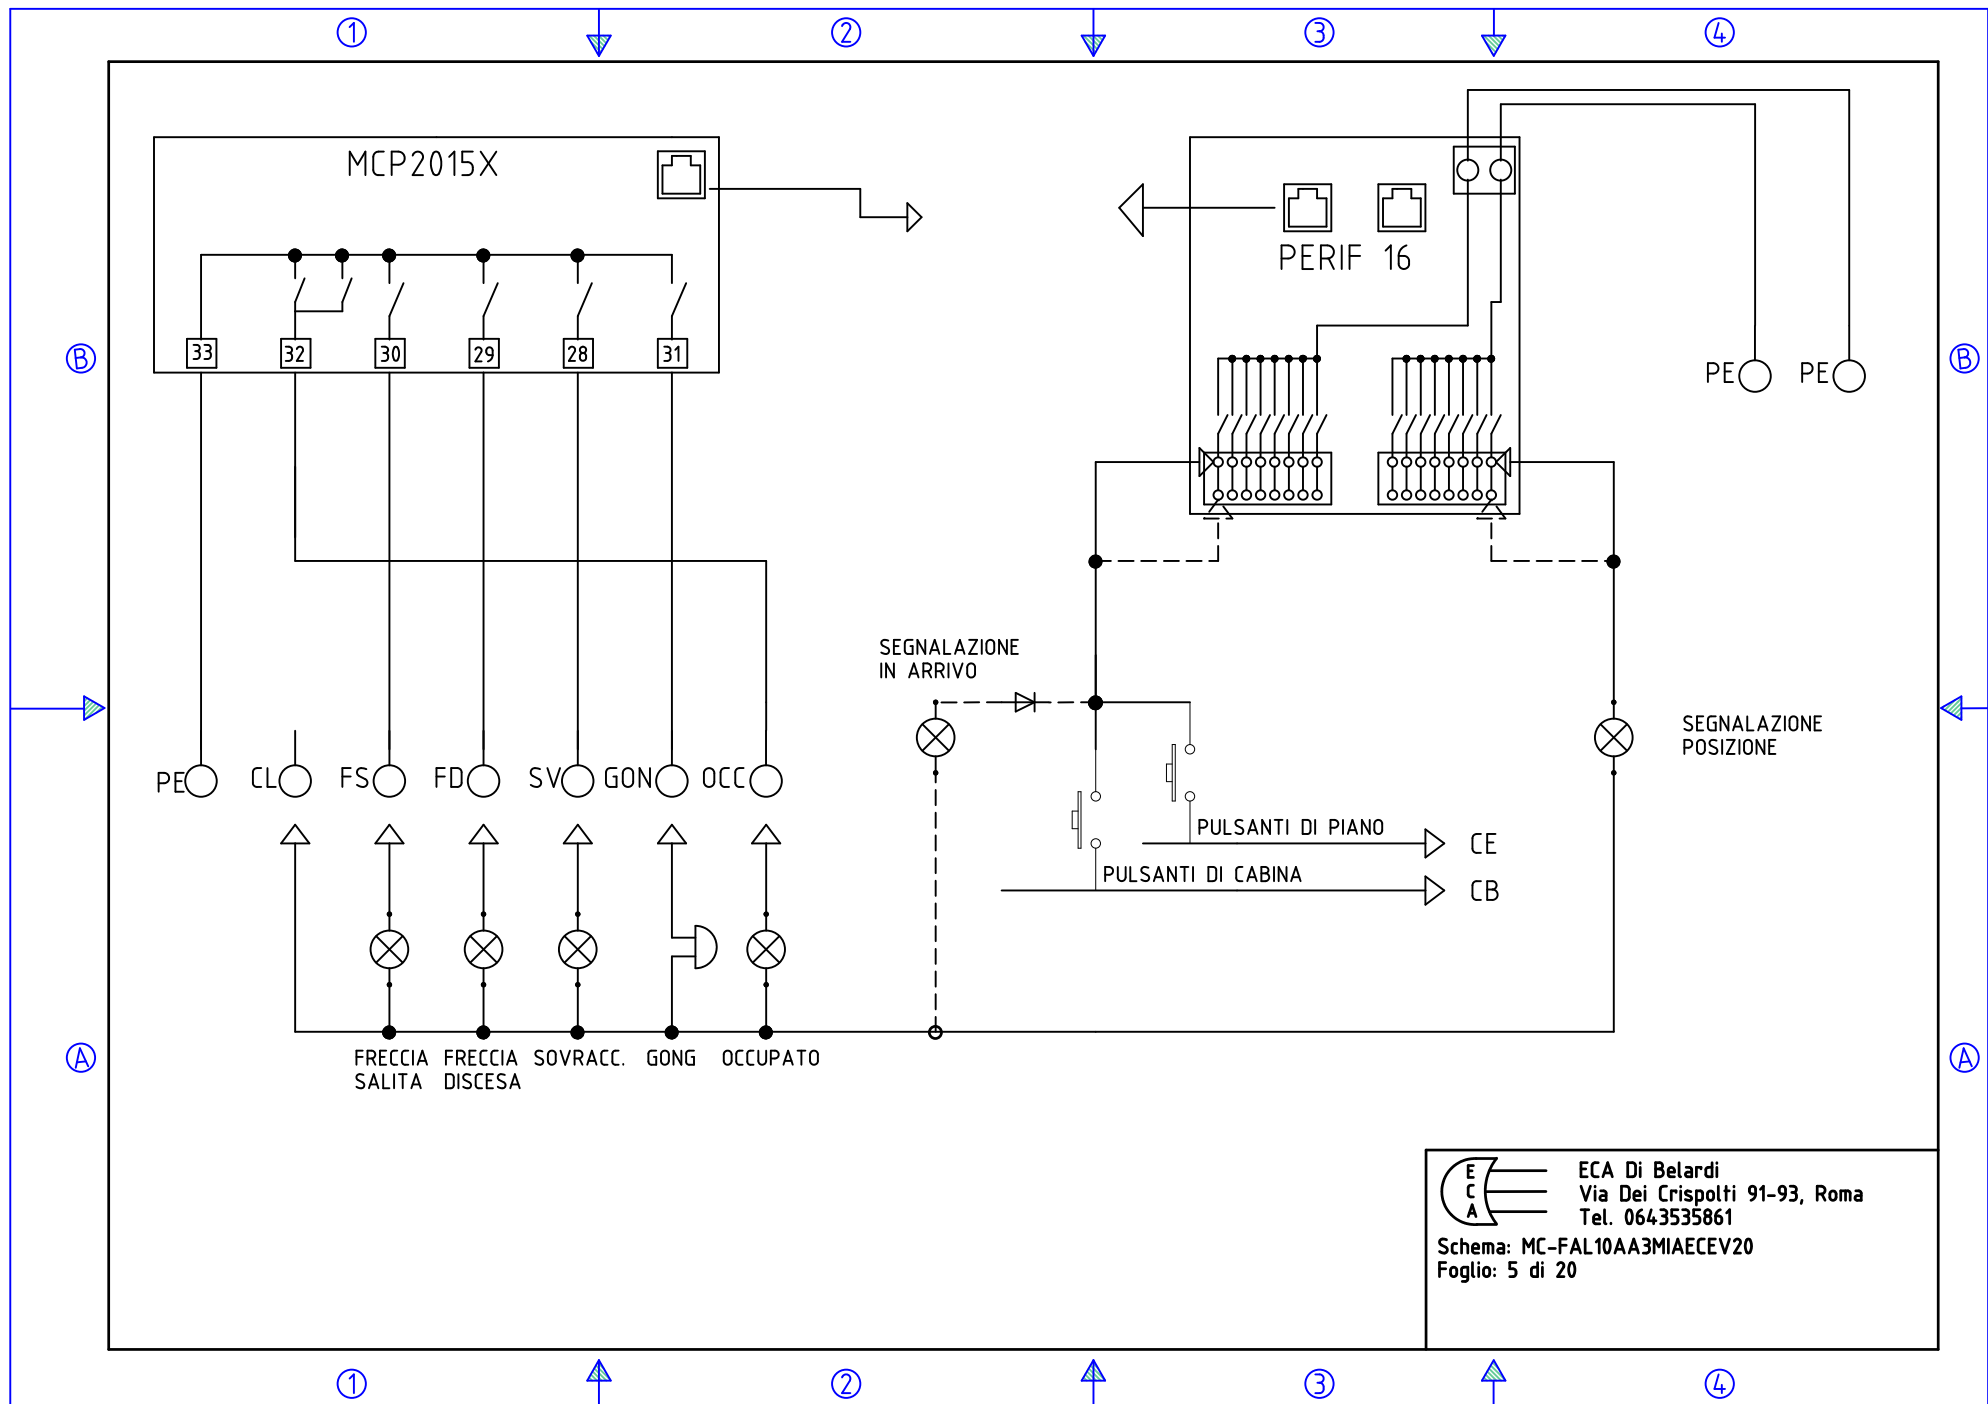 1 2 3 4
MCP2015X
PERIF 16
33 32 30 29 28 31
B B
PE PE
SEGNALAZIONE
IN ARRIVO
SEGNALAZIONE
POSIZIONE
PE CL FS FD SV GON OCC
PULSANTI DI PIANO CE
PULSANTI DI CABINA CB
A A
FRECCIA
SALITA
FRECCIA
DISCESA
SOVRACC.
GONG
OCCUPATO
E
C
A
ECA Di Belardi
Via Dei Crispolti 91-93, Roma
Tel. 0643535861
Schema: MC-FAL10AA3MIAECEV20
Foglio: 5 di 20
1 2 3 4